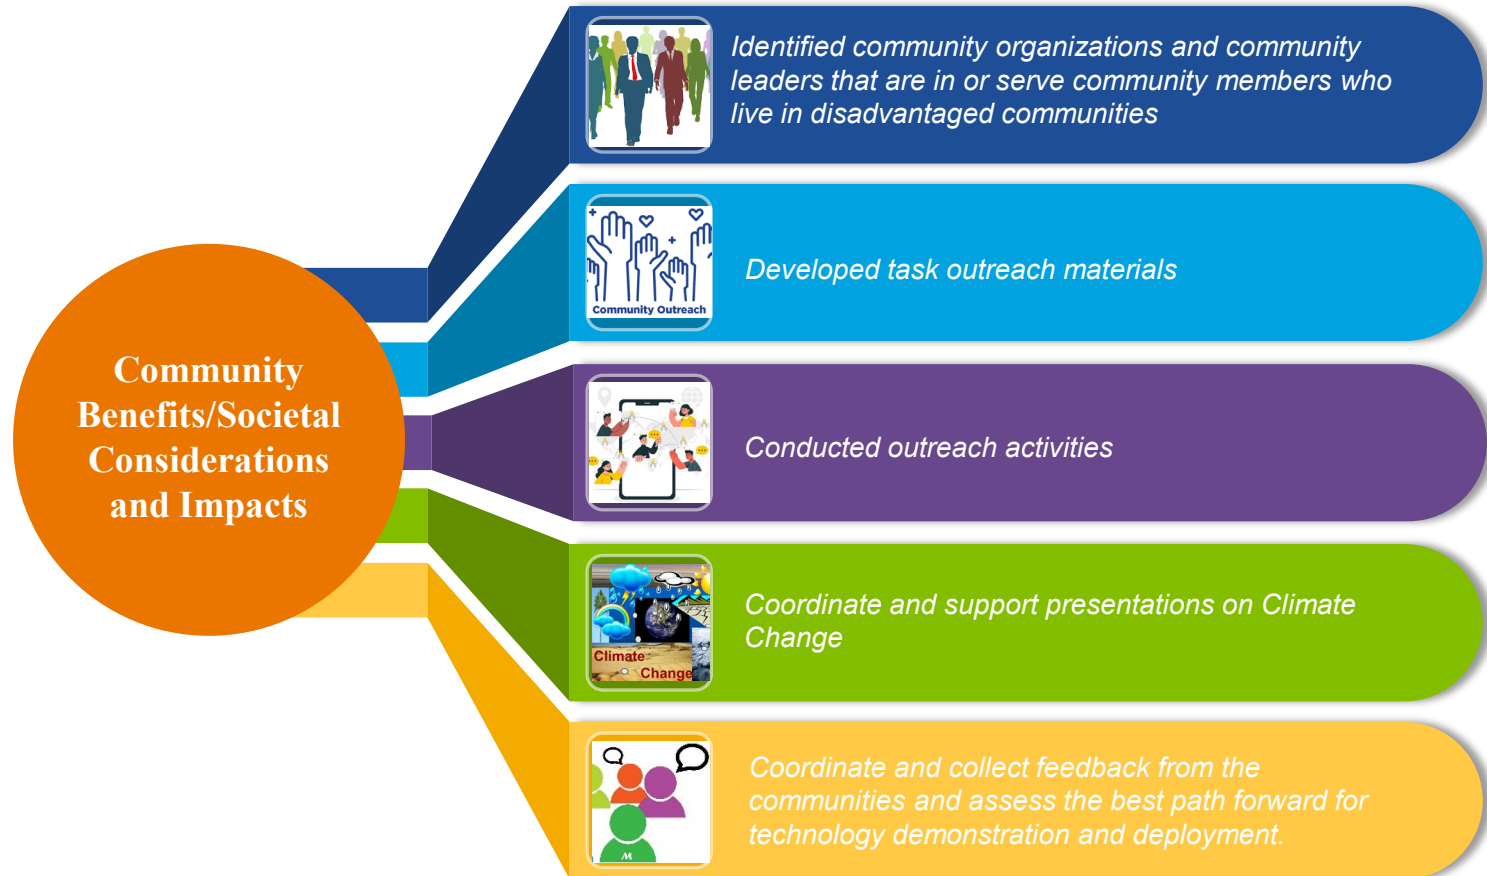 Community
Benefits/Societal
Considerations
and Impacts
Identified community organizations and community
leaders that are in or serve community members who
live in disadvantaged communities
Community Outreach
Developed task outreach materials
Conducted outreach activities
Climate
Change
Coordinate and support presentations on Climate
Change
M
Coordinate and collect feedback from the
communities and assess the best path forward for
technology demonstration and deployment.